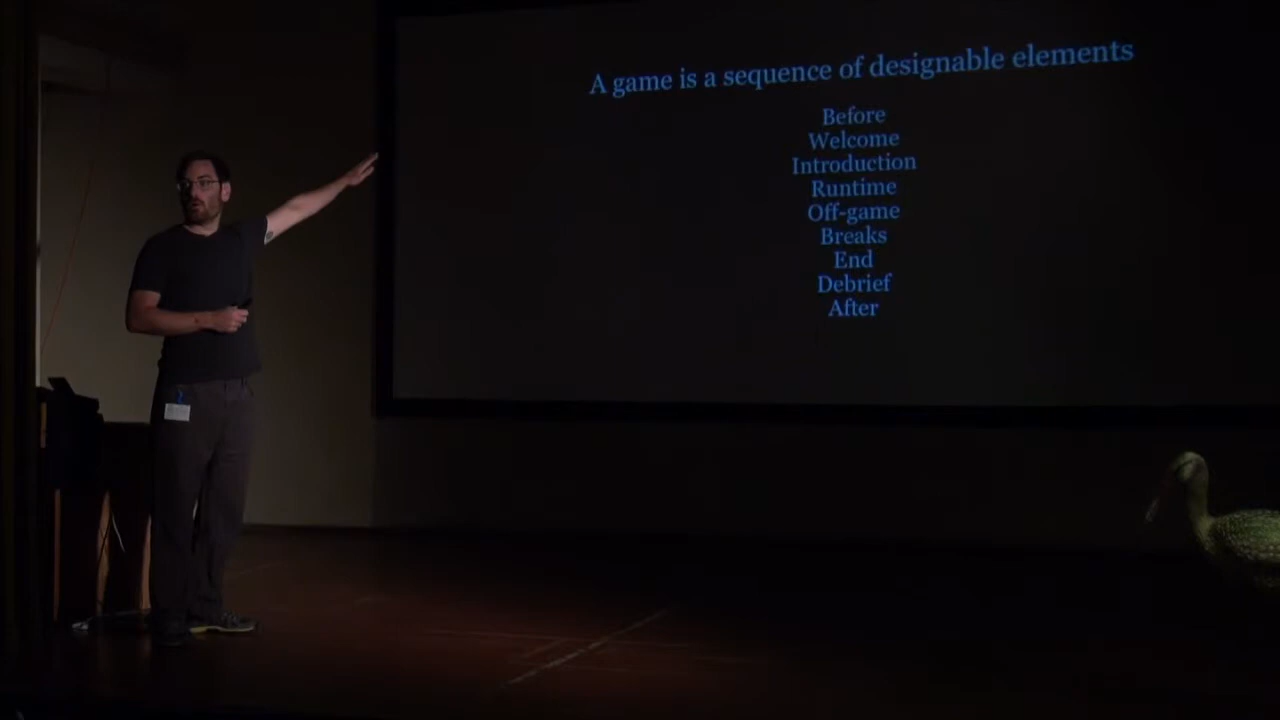 A game is a sequence of designable elements
Before
Welcome
Introduction
Runtime
Off-game
Breaks
End
Debrief
After